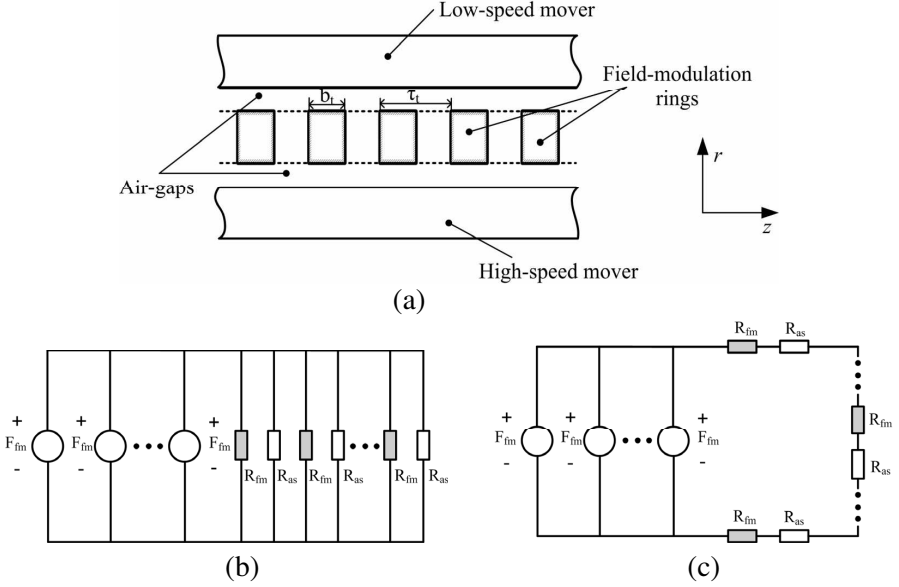 Low-speed mover
Field-modulation
rings
b_t
τ_t
Air-gaps
r
z
High-speed mover
(a)
+ + +
F_fm F_fm F_fm
- - -
R_fm R_as R_fm R_as R_fm R_as
(b)
R_fm R_as
+ + +
F_fm F_fm F_fm
- - -
R_fm
R_as
R_fm R_as
(c)